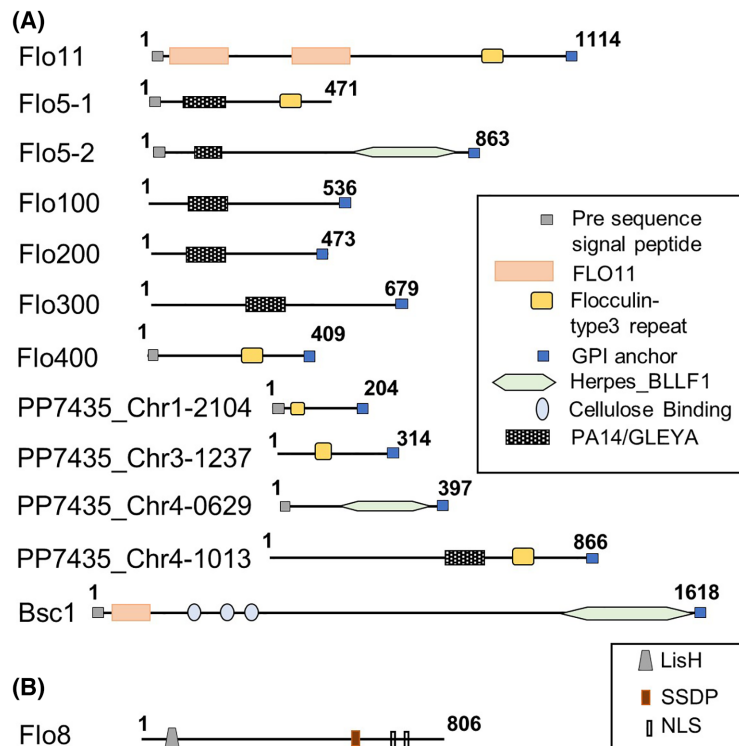 (A)
Flo11 1 1114
Flo5-1 1 471
Flo5-2 1 863
Flo100 1 536
Flo200 1 473
Flo300 1 679
Flo400 1 409
PP7435_Chr1-2104 1 204
PP7435_Chr3-1237 1 314
PP7435_Chr4-0629 1 397
PP7435_Chr4-1013 1 866
Bsc1 1 1618
Pre sequence
signal peptide
FLO11
Flocculin-
type3 repeat
GPI anchor
Herpes_BLLF1
Cellulose Binding
PA14/GLEYA
(B)
Flo8 1 806
LisH
SSDP
NLS